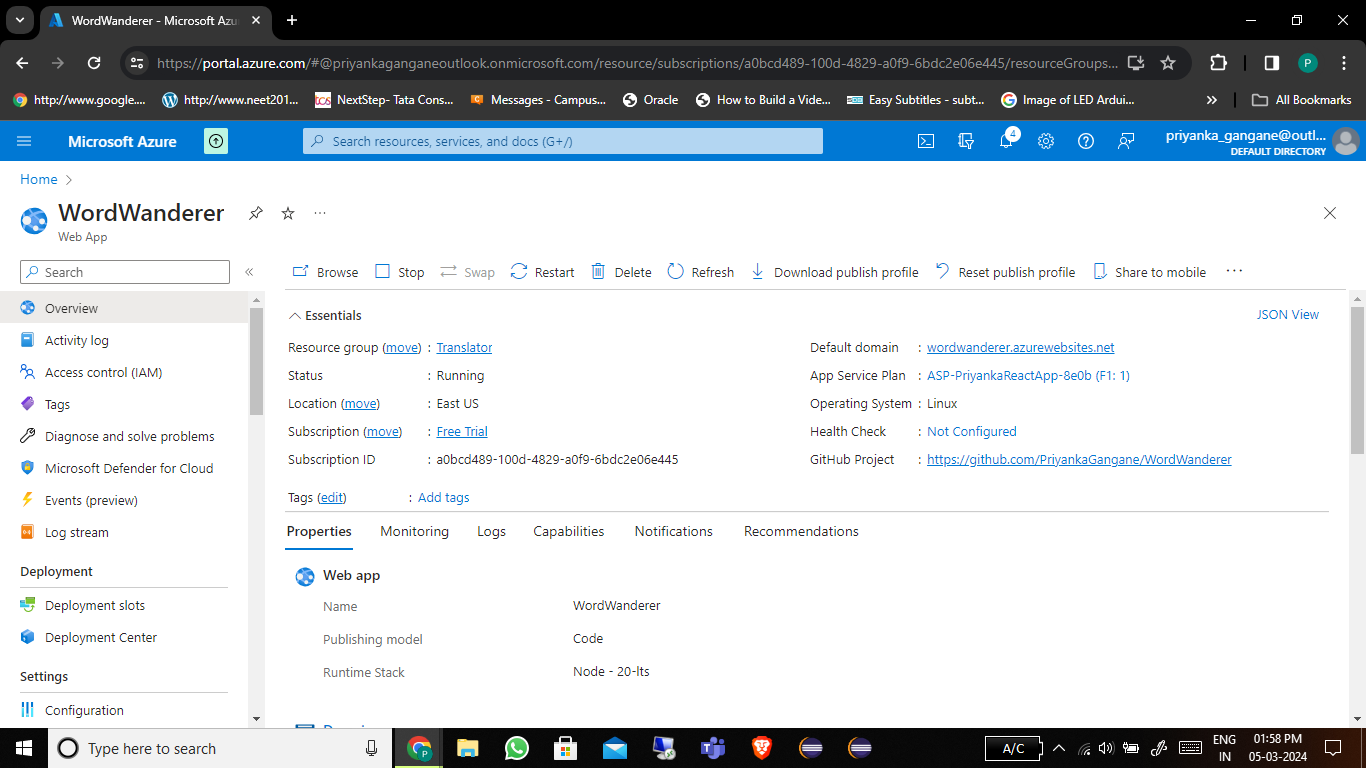 WordWanderer - Microsoft Azu
https://portal.azure.com/#@priyankaganganeoutlook.onmicrosoft.com/resource/subscriptions/a0bcd489-100d-4829-a0f9-6bdc2e06e445/resourceGroups...
P
http://www.google.... http://www.neet201... NextStep- Tata Cons... Messages - Campus... Oracle How to Build a Vide... Easy Subtitles - subt... Image of LED Ardui... » All Bookmarks
Microsoft Azure
Search resources, services, and docs (G+/)
4
priyanka_gangane@outl...
DEFAULT DIRECTORY
Home >
WordWanderer
Web App
Search
Browse Stop Swap Restart Delete Refresh Download publish profile Reset publish profile Share to mobile ...
Overview
Activity log
Access control (IAM)
Tags
Diagnose and solve problems
Microsoft Defender for Cloud
Events (preview)
Log stream
Deployment
Deployment slots
Deployment Center
Settings
Configuration
Essentials
JSON View
Resource group (move) : Translator
Status : Running
Location (move) : East US
Subscription (move) : Free Trial
Subscription ID : a0bcd489-100d-4829-a0f9-6bdc2e06e445
Default domain : wordwanderer.azurewebsites.net
App Service Plan : ASP-PriyankaReactApp-8e0b (F1: 1)
Operating System : Linux
Health Check : Not Configured
GitHub Project : https://github.com/PriyankaGangane/WordWanderer
Tags (edit) : Add tags
Properties Monitoring Logs Capabilities Notifications Recommendations
Web app
Name WordWanderer
Publishing model Code
Runtime Stack Node - 20-lts
Type here to search
A/C
ENG
IN
01:58 PM
05-03-2024